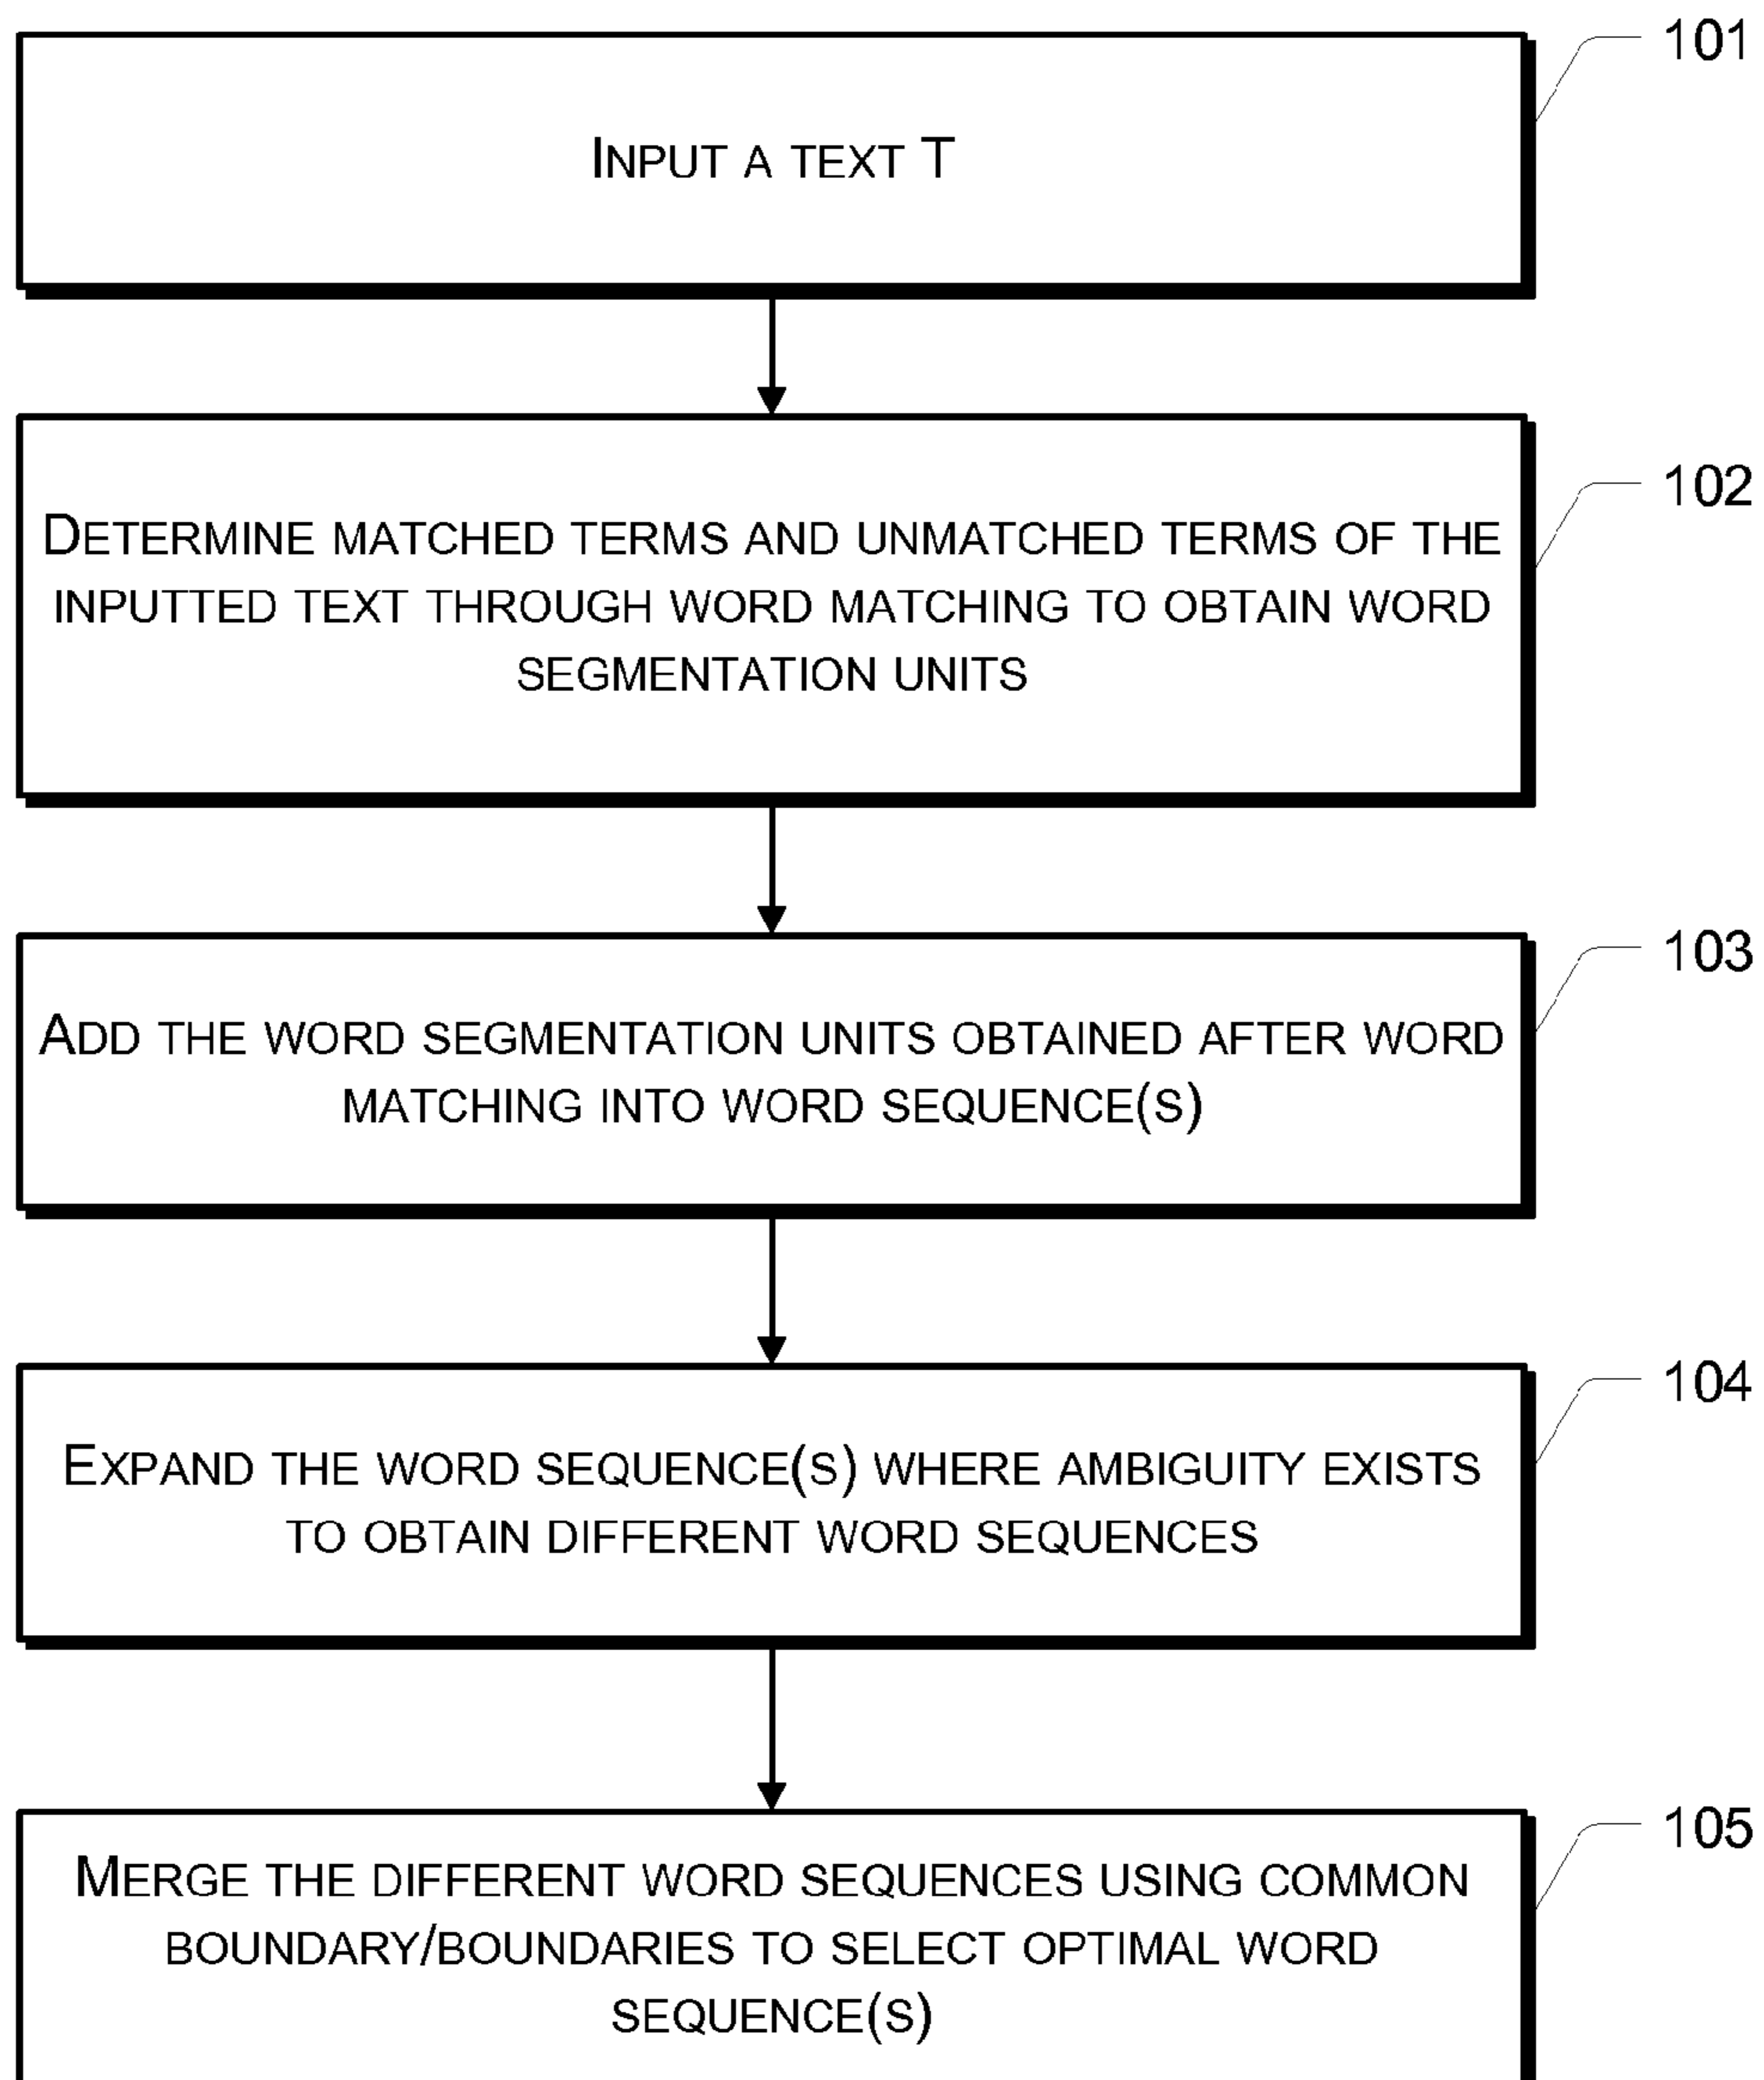 101
INPUT A TEXT T
102
DETERMINE MATCHED TERMS AND UNMATCHED TERMS OF THE
INPUTTED TEXT THROUGH WORD MATCHING TO OBTAIN WORD
SEGMENTATION UNITS
103
ADD THE WORD SEGMENTATION UNITS OBTAINED AFTER WORD
MATCHING INTO WORD SEQUENCE(S)
104
EXPAND THE WORD SEQUENCE(S) WHERE AMBIGUITY EXISTS
TO OBTAIN DIFFERENT WORD SEQUENCES
105
MERGE THE DIFFERENT WORD SEQUENCES USING COMMON
BOUNDARY/BOUNDARIES TO SELECT OPTIMAL WORD
SEQUENCE(S)